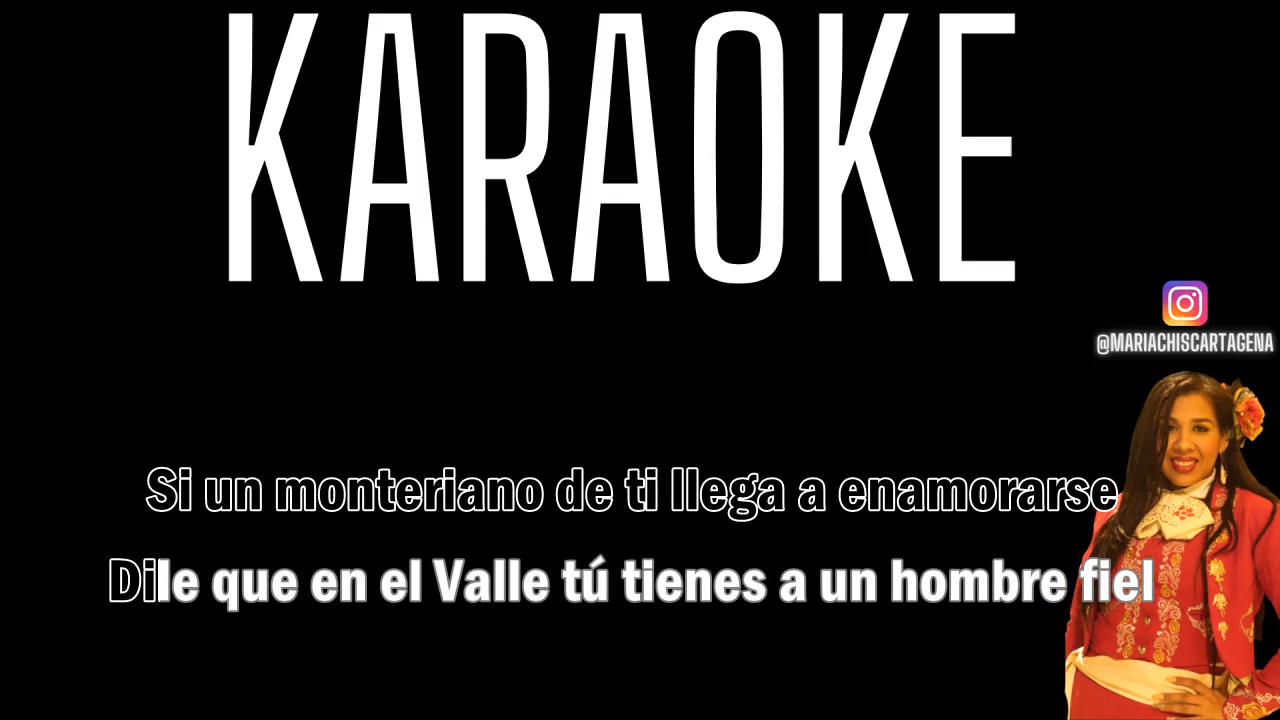 KARAOKE
@MARIACHISCARTAGENA
Si un monteriano de ti llega a enamorarse
Dile que en el Valle tú tienes a un hombre fiel